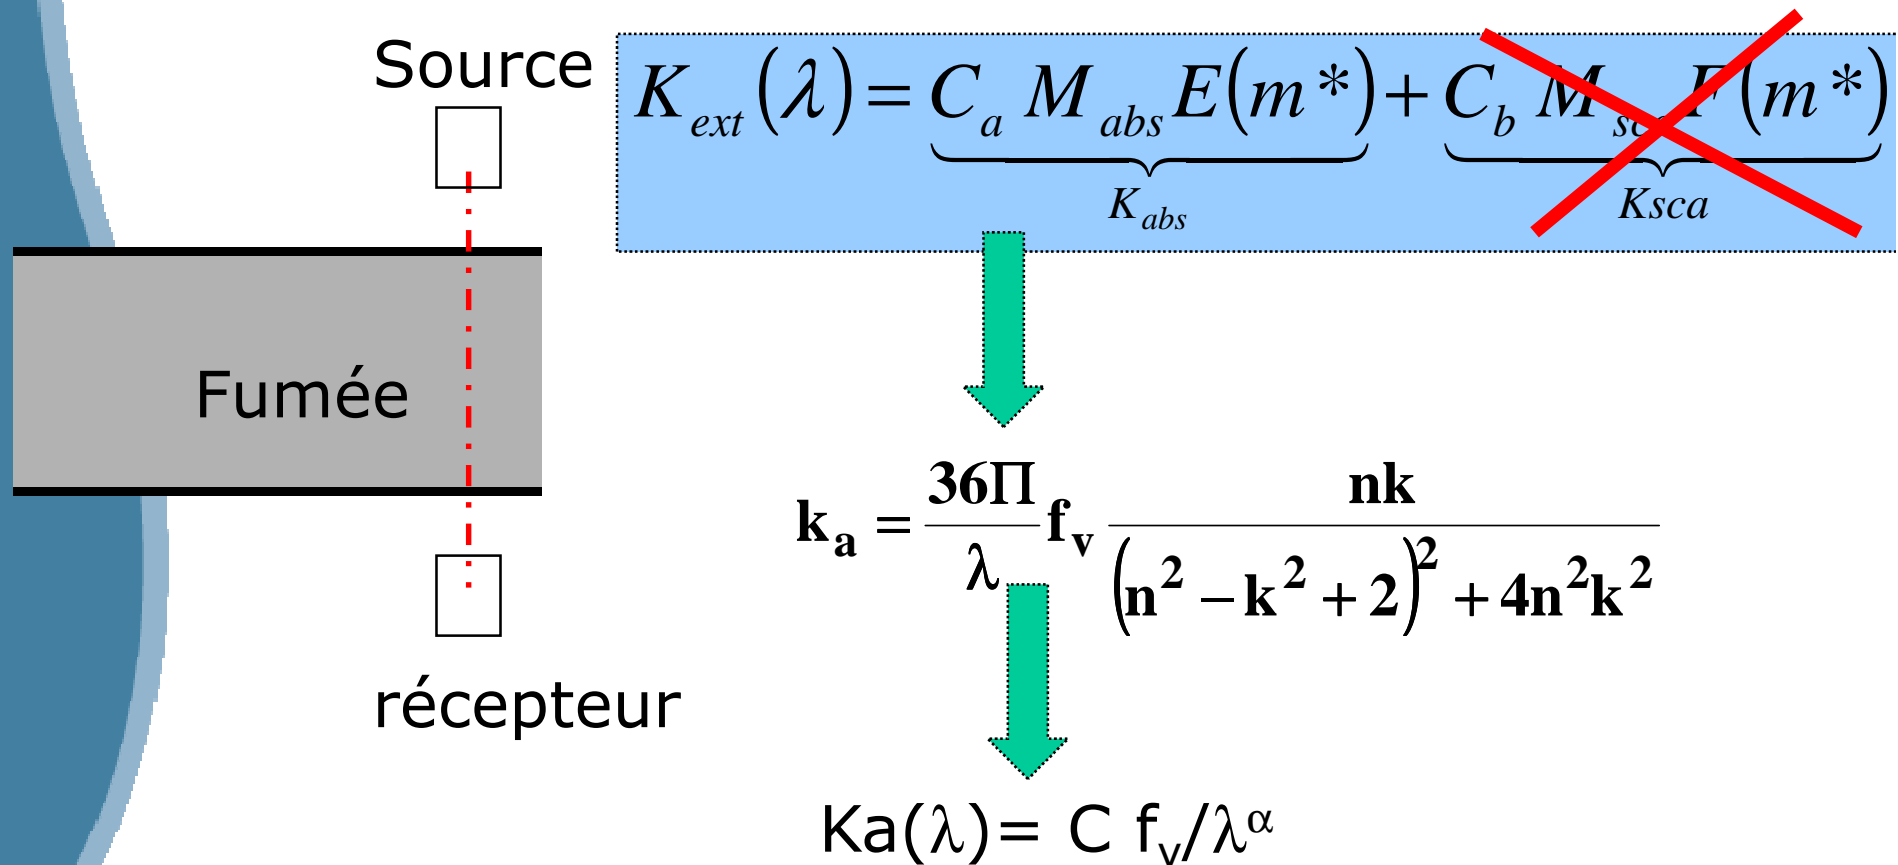 Source
K_ext(λ) = C_a M_abs E(m*) + C_b M_sca F(m*)
K_abs Ksca
Fumée
k_a = 36Π/λ f_v nk/((n² − k² + 2)² + 4n²k²)
récepteur
Ka(λ)= C f_v/λ^α